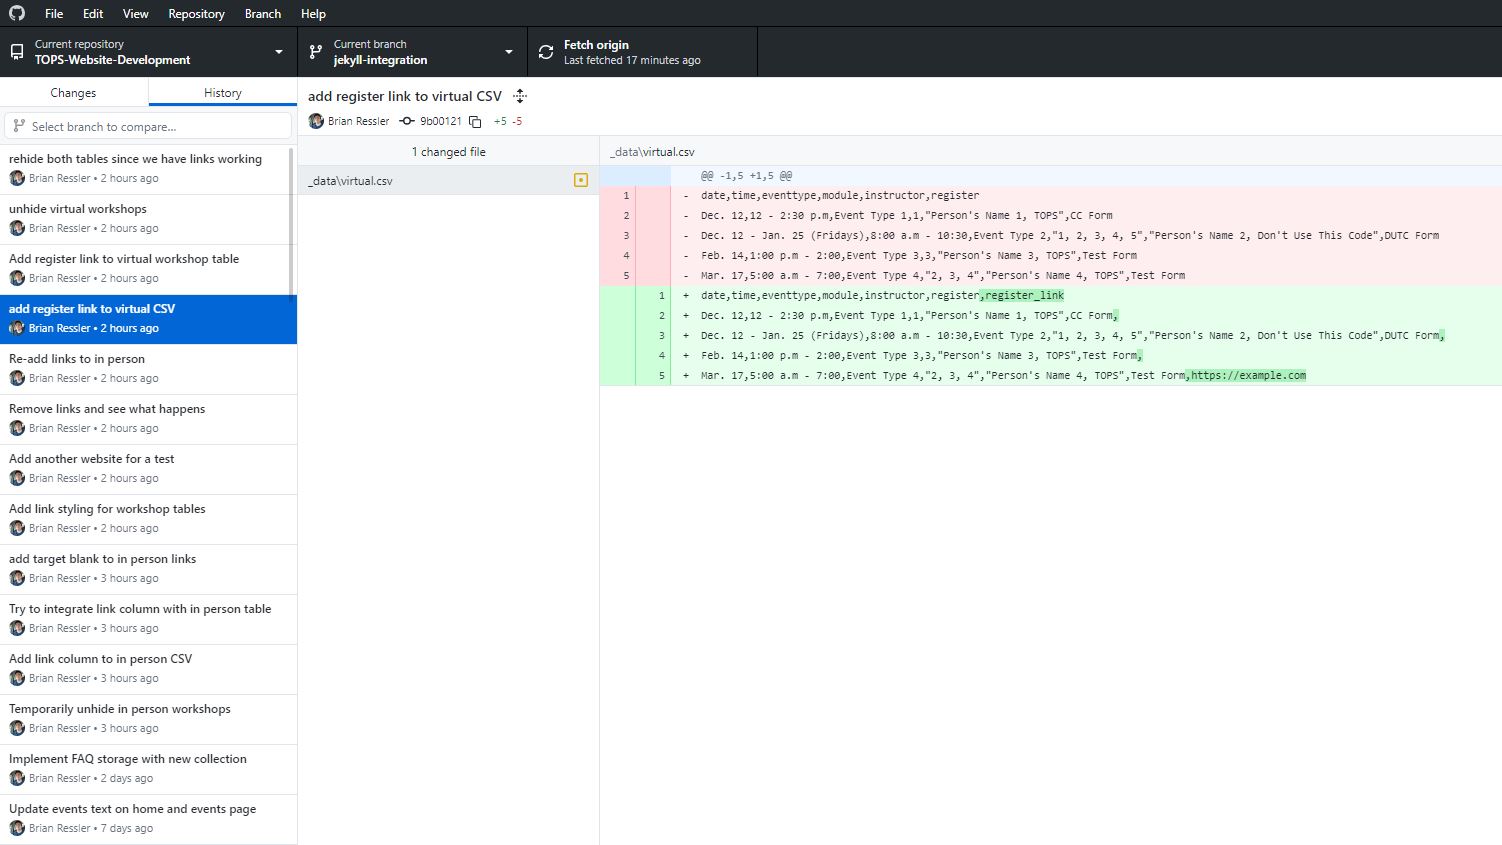 File Edit View Repository Branch Help
Current repository
TOPS-Website-Development
Current branch
jekyll-integration
Fetch origin
Last fetched 17 minutes ago
Changes
History
Select branch to compare...
rehide both tables since we have links working
Brian Ressler • 2 hours ago
unhide virtual workshops
Brian Ressler • 2 hours ago
Add register link to virtual workshop table
Brian Ressler • 2 hours ago
add register link to virtual CSV
Brian Ressler • 2 hours ago
Re-add links to in person
Brian Ressler • 2 hours ago
Remove links and see what happens
Brian Ressler • 2 hours ago
Add another website for a test
Brian Ressler • 2 hours ago
Add link styling for workshop tables
Brian Ressler • 2 hours ago
add target blank to in person links
Brian Ressler • 3 hours ago
Try to integrate link column with in person table
Brian Ressler • 3 hours ago
Add link column to in person CSV
Brian Ressler • 3 hours ago
Temporarily unhide in person workshops
Brian Ressler • 3 hours ago
Implement FAQ storage with new collection
Brian Ressler • 2 days ago
Update events text on home and events page
Brian Ressler • 7 days ago
add register link to virtual CSV
Brian Ressler 9b00121 +5 -5
1 changed file
_data\virtual.csv
_data\virtual.csv
@@ -1,5 +1,5 @@
1 - date,time,eventtype,module,instructor,register
2 - Dec. 12,12 - 2:30 p.m,Event Type 1,1,"Person's Name 1, TOPS",CC Form
3 - Dec. 12 - Jan. 25 (Fridays),8:00 a.m - 10:30,Event Type 2,"1, 2, 3, 4, 5","Person's Name 2, Don't Use This Code",DUTC Form
4 - Feb. 14,1:00 p.m - 2:00,Event Type 3,3,"Person's Name 3, TOPS",Test Form
5 - Mar. 17,5:00 a.m - 7:00,Event Type 4,"2, 3, 4","Person's Name 4, TOPS",Test Form
1 + date,time,eventtype,module,instructor,register,register_link
2 + Dec. 12,12 - 2:30 p.m,Event Type 1,1,"Person's Name 1, TOPS",CC Form,
3 + Dec. 12 - Jan. 25 (Fridays),8:00 a.m - 10:30,Event Type 2,"1, 2, 3, 4, 5","Person's Name 2, Don't Use This Code",DUTC Form,
4 + Feb. 14,1:00 p.m - 2:00,Event Type 3,3,"Person's Name 3, TOPS",Test Form,
5 + Mar. 17,5:00 a.m - 7:00,Event Type 4,"2, 3, 4","Person's Name 4, TOPS",Test Form,https://example.com